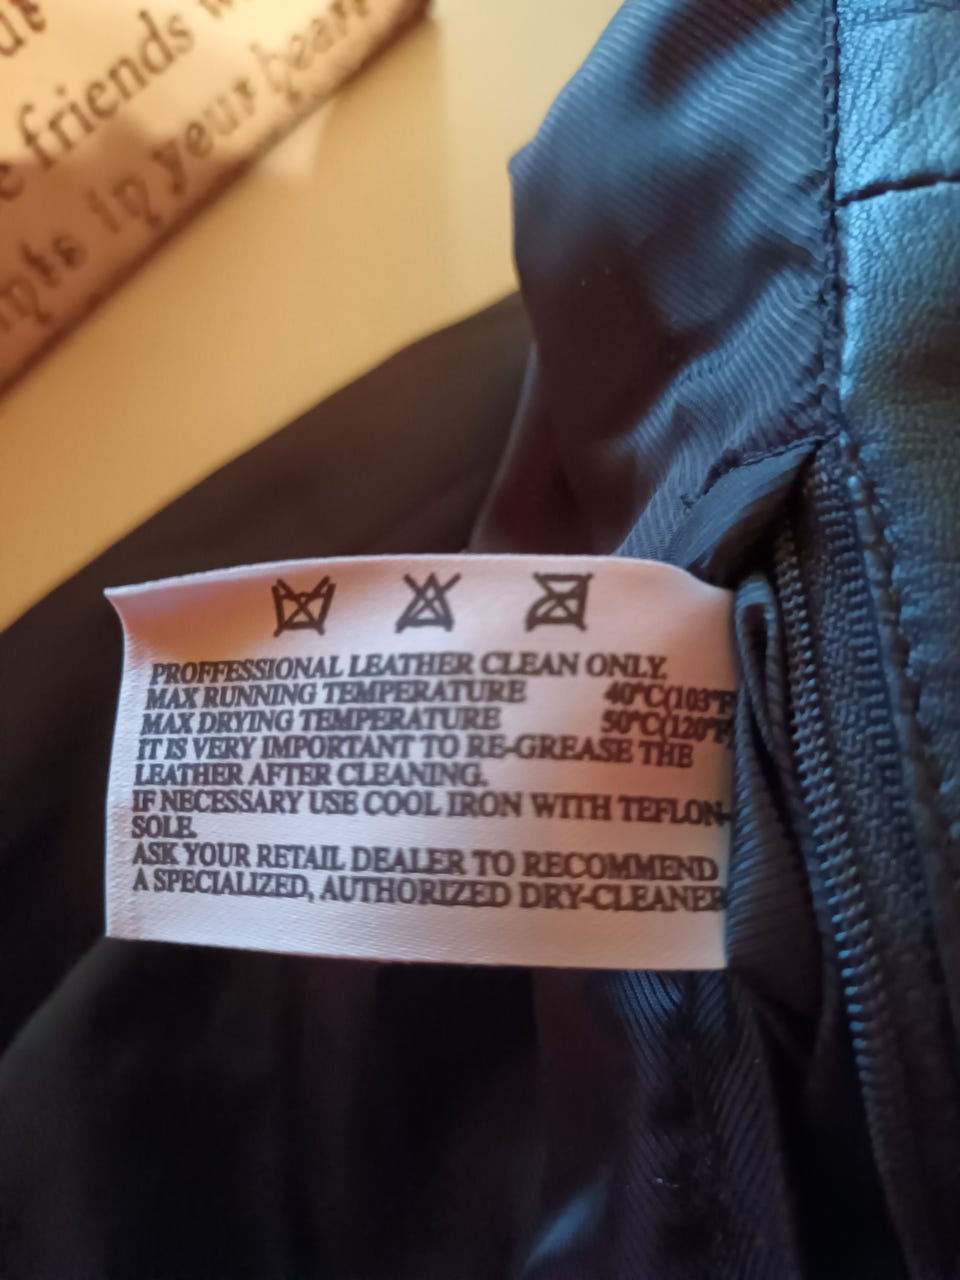 friends
in your heart
PROFFESSIONAL LEATHER CLEAN ONLY.
MAX RUNNING TEMPERATURE 40°C(103°F
MAX DRYING TEMPERATURE 50°C(120°F
IT IS VERY IMPORTANT TO RE-GREASE THE
LEATHER AFTER CLEANING.
IF NECESSARY USE COOL IRON WITH TEFLON-
SOLE.
ASK YOUR RETAIL DEALER TO RECOMMEND
A SPECIALIZED, AUTHORIZED DRY-CLEANER